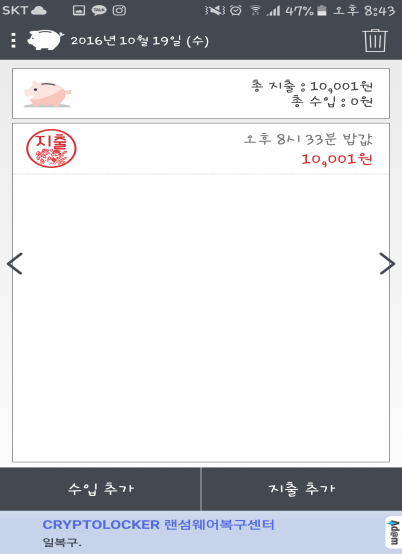 SKT 47% 오후 8:43
2016년 10월 19일 (수)
총 지출 : 10,001원
총 수입 : 0원
지출 오후 8시 33분 밥값
10,001원
수입 추가 지출 추가
CRYPTOLOCKER 랜섬웨어복구센터
일복구.
Ad@m